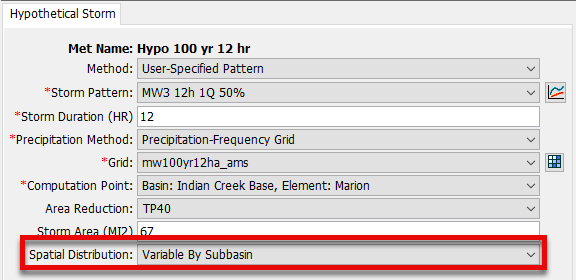 Hypothetical Storm
Met Name: Hypo 100 yr 12 hr
Method: User-Specified Pattern
*Storm Pattern: MW3 12h 1Q 50%
*Storm Duration (HR) 12
*Precipitation Method: Precipitation-Frequency Grid
*Grid: mw100yr12ha_ams
*Computation Point: Basin: Indian Creek Base, Element: Marion
Area Reduction: TP40
Storm Area (MI2) 67
Spatial Distribution: Variable By Subbasin